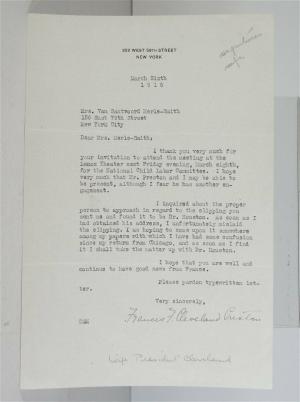 WEST 58TH STREET
NEW YORK
March Sixth
1918
Mrs. Van Santvoord Merle-Smith
East 79th Street
New York City
Dear Mrs. Merle-Smith:
I thank you very much for
your invitation to attend the meeting at the
Lenox Theater next Friday evening, March eighth,
for the National Child Labor Committee. I hope
very much that Mr. Preston and I may be able to
be present, although I fear he has another en-
gagement.
I inquired about the proper
person to approach in regard to the clipping you
sent me and found it to be Mr. Bruston. As soon as I
had obtained his address, I unfortunately mislaid
the clipping. I am hoping to come upon it somewhere
among my papers with which I have had some confusion
since my return from Chicago, and as soon as I find
it I shall take the matter up with Mr. Bruston.
I hope that you are well and
continue to have good news from France.
Please pardon typewritten let-
ter.
Very sincerely,
Frances F. Cleveland Preston
Wife President Cleveland